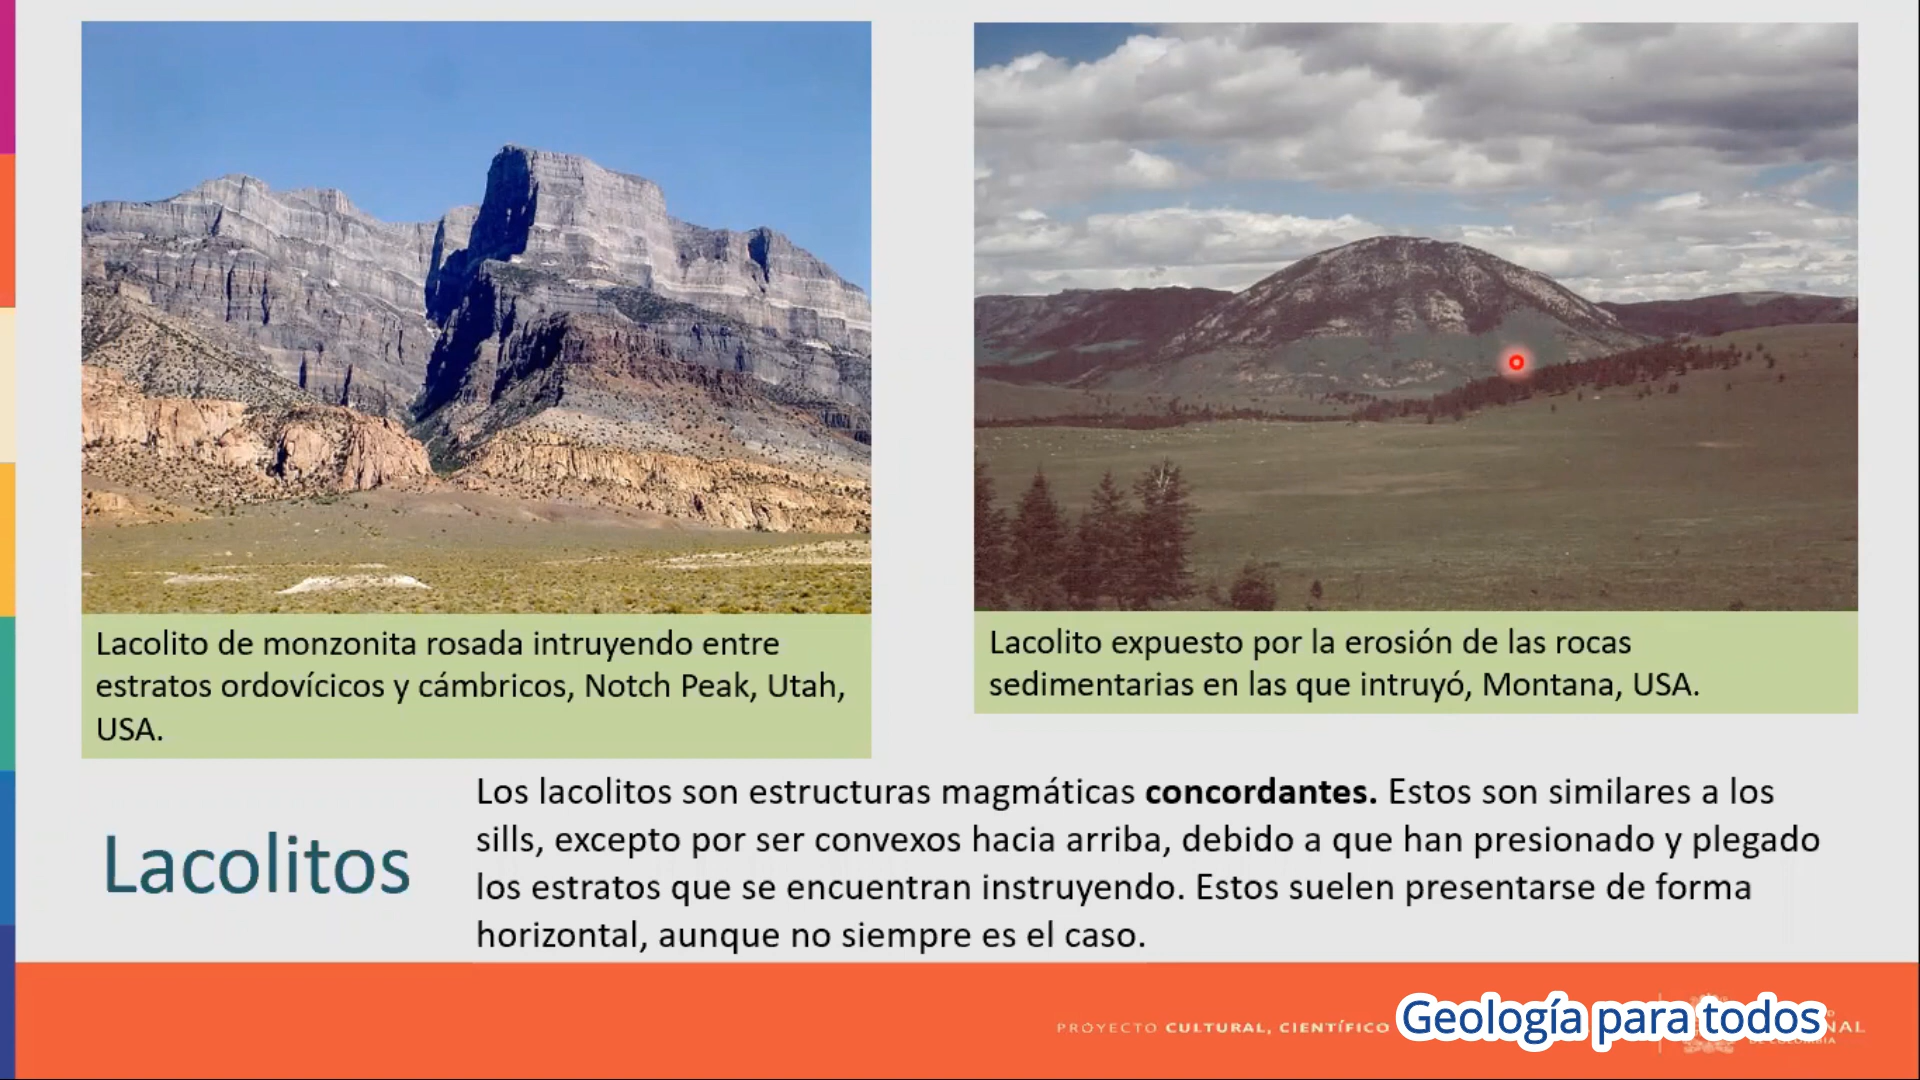 Lacolito de monzonita rosada intruyendo entre
estratos ordovícicos y cámbricos, Notch Peak, Utah,
USA.
Lacolito expuesto por la erosión de las rocas
sedimentarias en las que intruyó, Montana, USA.
Lacolitos
Los lacolitos son estructuras magmáticas concordantes. Estos son similares a los
sills, excepto por ser convexos hacia arriba, debido a que han presionado y plegado
los estratos que se encuentran instruyendo. Estos suelen presentarse de forma
horizontal, aunque no siempre es el caso.
PROYECTO CULTURAL, CIENTÍFICO
Geología para todos
DE COLOMBIA